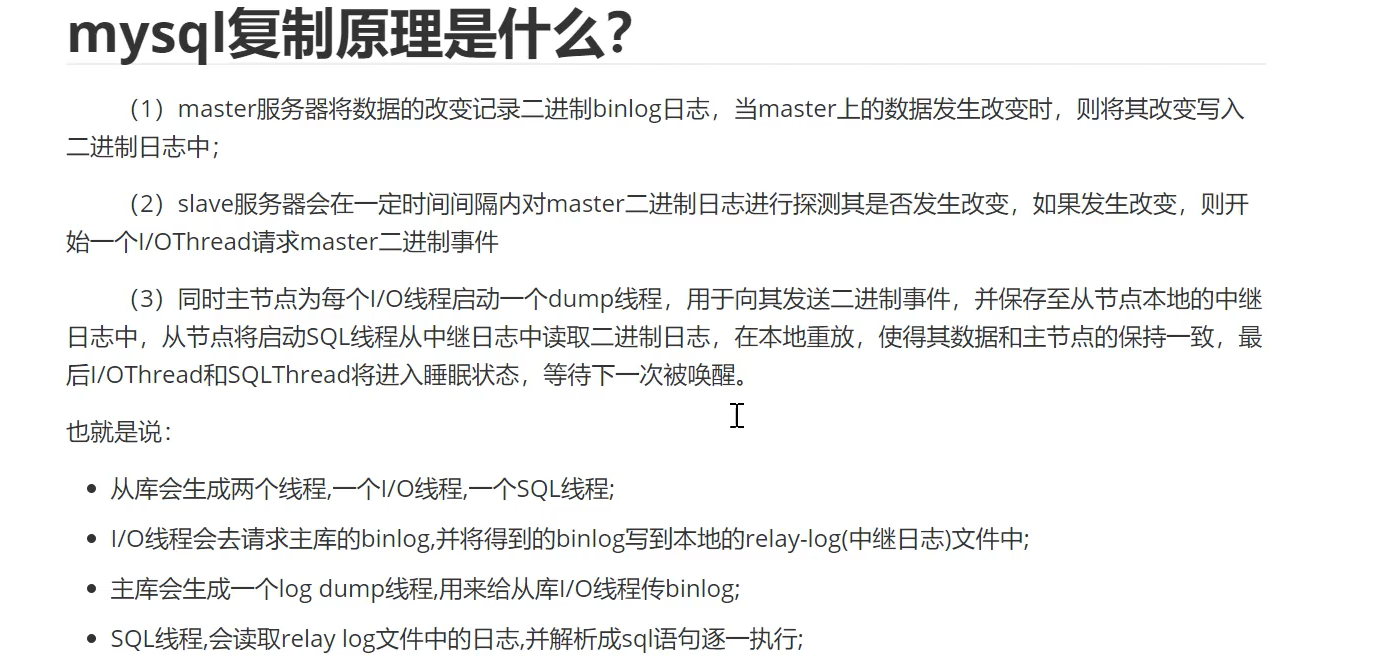 mysql复制原理是什么？
（1）master服务器将数据的改变记录二进制binlog日志，当master上的数据发生改变时，则将其改变写入
二进制日志中；
（2）slave服务器会在一定时间间隔内对master二进制日志进行探测其是否发生改变，如果发生改变，则开
始一个I/OThread请求master二进制事件
（3）同时主节点为每个I/O线程启动一个dump线程，用于向其发送二进制事件，并保存至从节点本地的中继
日志中，从节点将启动SQL线程从中继日志中读取二进制日志，在本地重放，使得其数据和主节点的保持一致，最
后I/OThread和SQLThread将进入睡眠状态，等待下一次被唤醒。
也就是说：
• 从库会生成两个线程,一个I/O线程,一个SQL线程;
• I/O线程会去请求主库的binlog,并将得到的binlog写到本地的relay-log(中继日志)文件中;
• 主库会生成一个log dump线程,用来给从库I/O线程传binlog;
• SQL线程,会读取relay log文件中的日志,并解析成sql语句逐一执行;